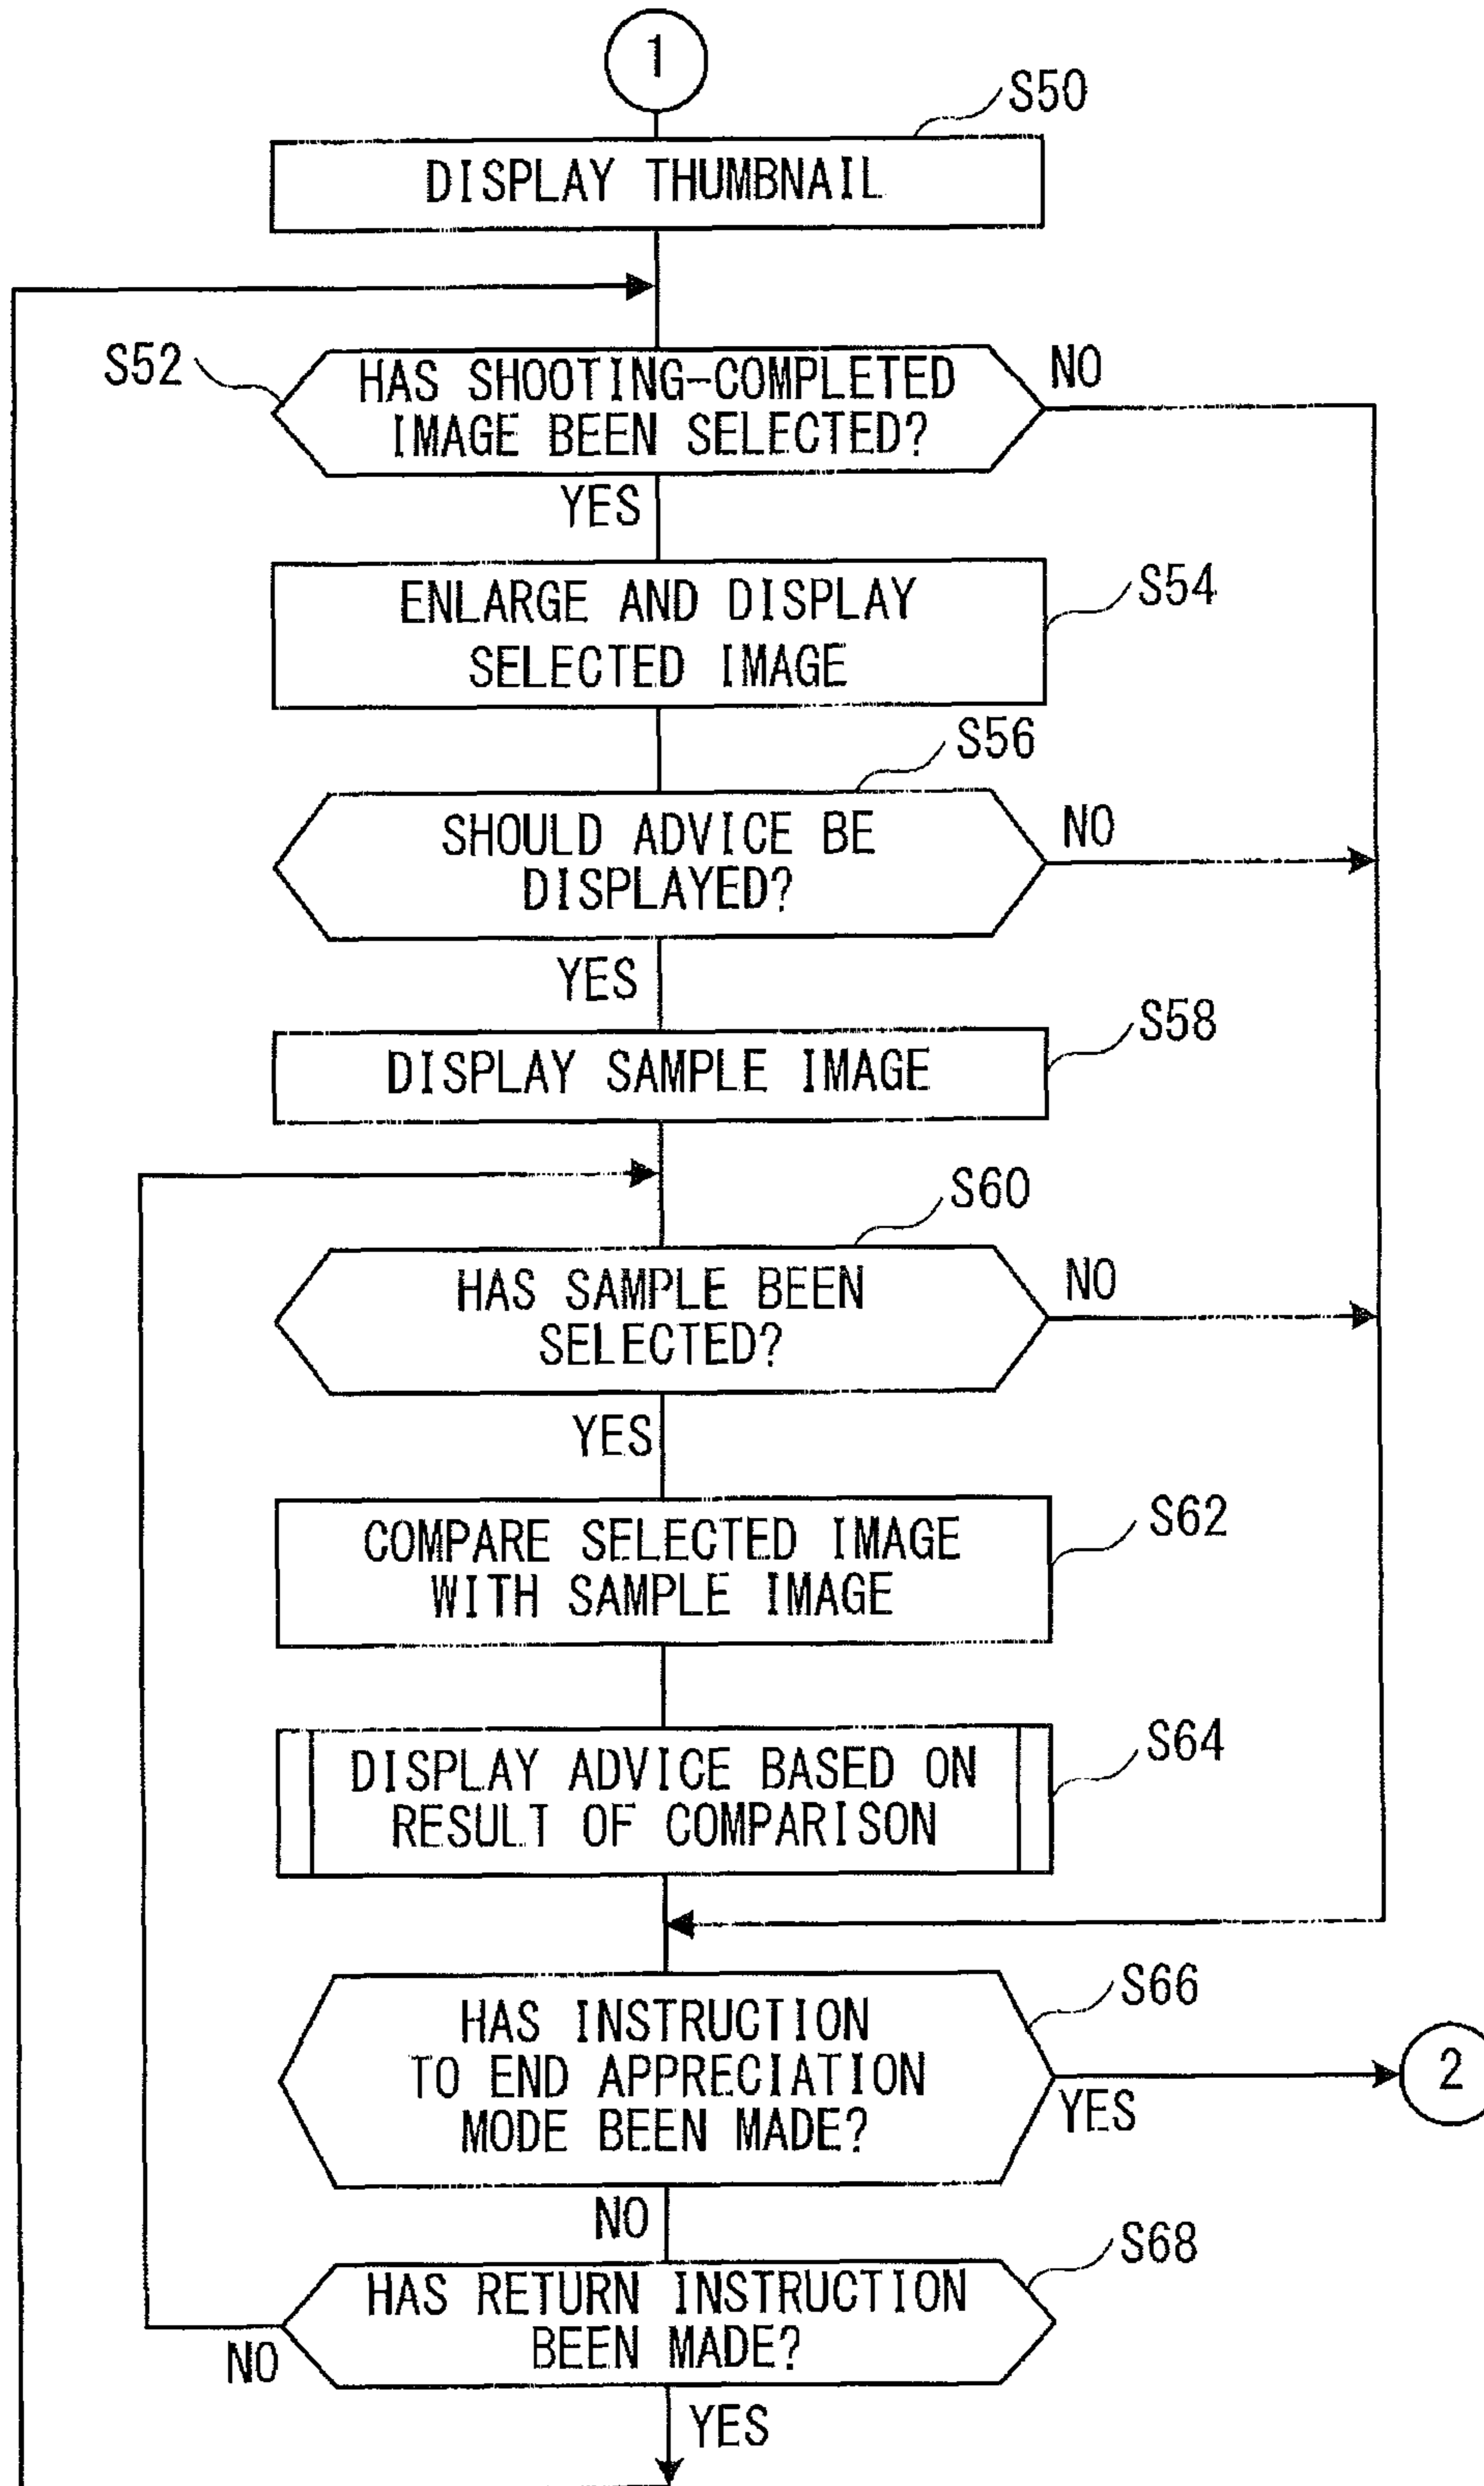 1
S50
DISPLAY THUMBNAIL
S52
HAS SHOOTING-COMPLETED
IMAGE BEEN SELECTED?
NO
YES
ENLARGE AND DISPLAY
SELECTED IMAGE
S54
S56
SHOULD ADVICE BE
DISPLAYED?
NO
YES
S58
DISPLAY SAMPLE IMAGE
S60
HAS SAMPLE BEEN
SELECTED?
NO
YES
S62
COMPARE SELECTED IMAGE
WITH SAMPLE IMAGE
S64
DISPLAY ADVICE BASED ON
RESULT OF COMPARISON
S66
HAS INSTRUCTION
TO END APPRECIATION
MODE BEEN MADE?
YES
2
NO
S68
HAS RETURN INSTRUCTION
BEEN MADE?
NO
YES